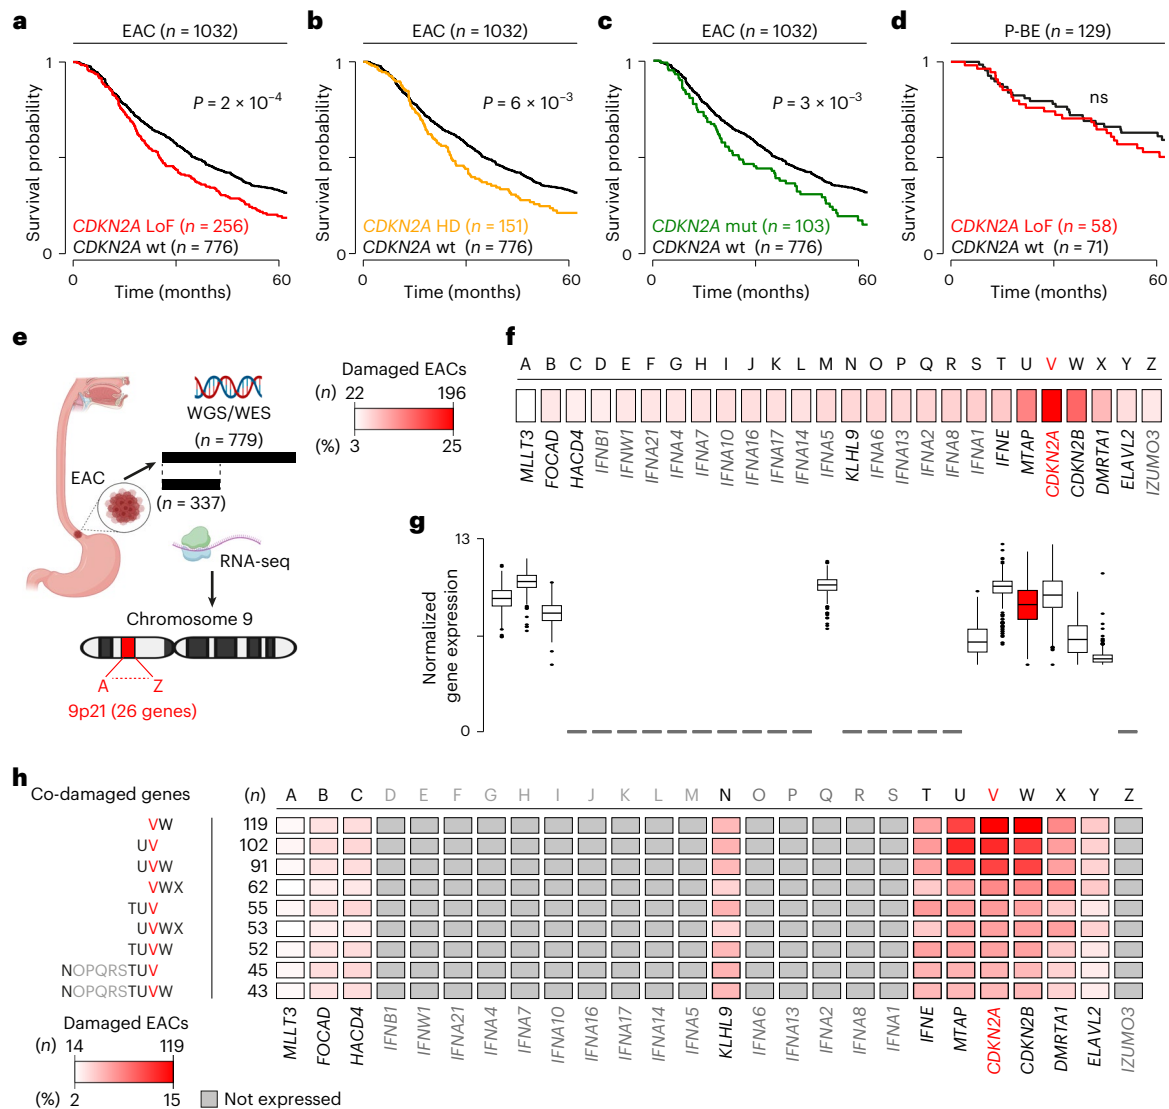 a
EAC (n = 1032)
Survival probability
1
0
P = 2 × 10⁻⁴
CDKN2A LoF (n = 256)
CDKN2A wt (n = 776)
0
60
Time (months)
b
EAC (n = 1032)
Survival probability
1
0
P = 6 × 10⁻³
CDKN2A HD (n = 151)
CDKN2A wt (n = 776)
0
60
Time (months)
c
EAC (n = 1032)
Survival probability
1
0
P = 3 × 10⁻³
CDKN2A mut (n = 103)
CDKN2A wt (n = 776)
0
60
Time (months)
d
P-BE (n = 129)
Survival probability
1
0
ns
CDKN2A LoF (n = 58)
CDKN2A wt (n = 71)
0
60
Time (months)
e
WGS/WES
(n = 779)
EAC
(n = 337)
RNA-seq
Chromosome 9
A
Z
9p21 (26 genes)
Damaged EACs
(n) 22 196
(%) 3 25
f
A B C D E F G H I J K L M N O P Q R S T U V W X Y Z
MLLT3
FOCAD
HACD4
IFNB1
IFNW1
IFNA21
IFNA4
IFNA7
IFNA10
IFNA16
IFNA17
IFNA14
IFNA5
KLHL9
IFNA6
IFNA13
IFNA2
IFNA8
IFNA1
IFNE
MTAP
CDKN2A
CDKN2B
DMRTA1
ELAVL2
IZUMO3
g
Normalized
gene expression
13
0
h
Co-damaged genes
(n) A B C D E F G H I J K L M N O P Q R S T U V W X Y Z
VW 119
UV 102
UVW 91
VWX 62
TUV 55
UVWX 53
TUVW 52
NOPQRSTUV 45
NOPQRSTUVW 43
MLLT3
FOCAD
HACD4
IFNB1
IFNW1
IFNA21
IFNA4
IFNA7
IFNA10
IFNA16
IFNA17
IFNA14
IFNA5
KLHL9
IFNA6
IFNA13
IFNA2
IFNA8
IFNA1
IFNE
MTAP
CDKN2A
CDKN2B
DMRTA1
ELAVL2
IZUMO3
Damaged EACs
(n) 14 119
(%) 2 15
Not expressed